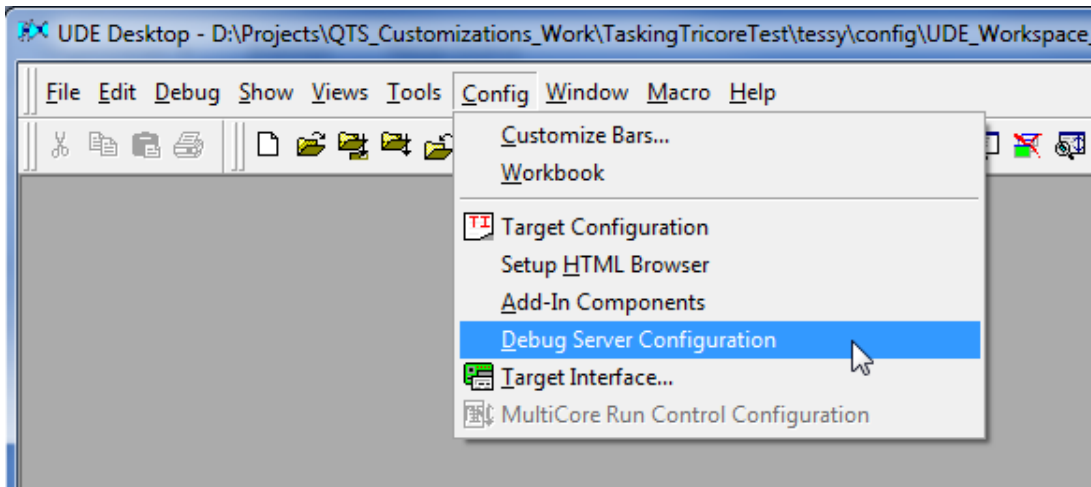 UDE Desktop - D:\Projects\QTS_Customizations_Work\TaskingTricoreTest\tessy\config\UDE_Workspace_
File Edit Debug Show Views Tools Config Window Macro Help
Customize Bars...
Workbook
TI Target Configuration
Setup HTML Browser
Add-In Components
Debug Server Configuration
Target Interface...
MultiCore Run Control Configuration